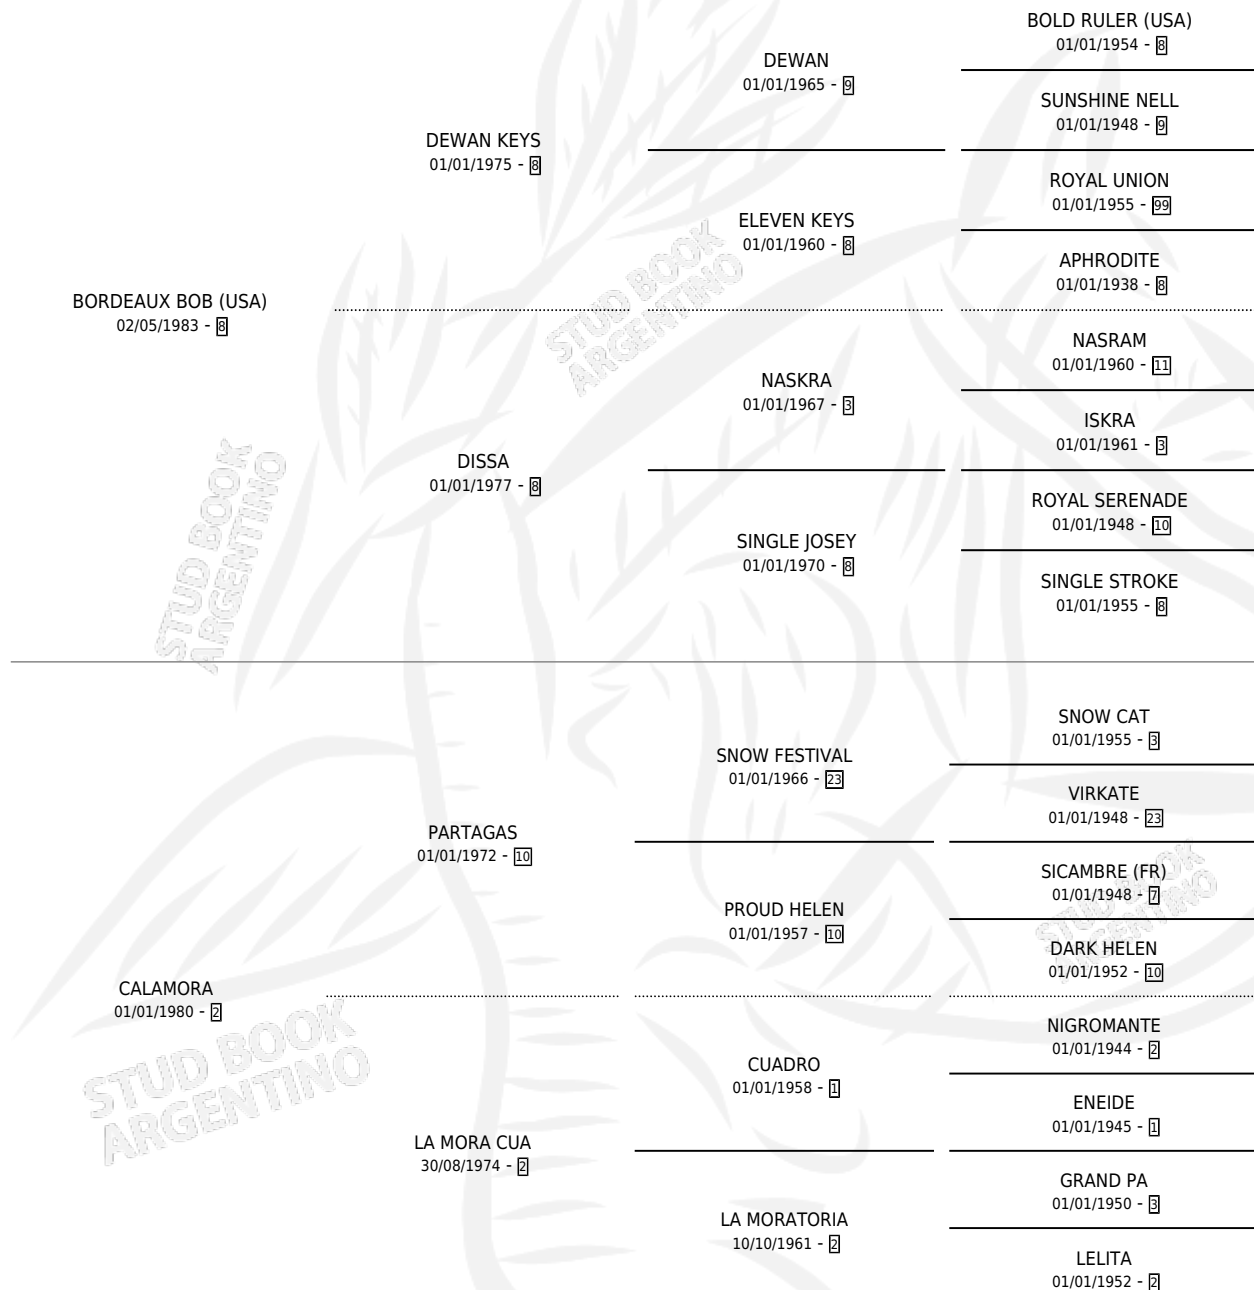 BOLD RULER (USA)
01/01/1954 - 8
DEWAN
01/01/1965 - 9
SUNSHINE NELL
01/01/1948 - 9
DEWAN KEYS
01/01/1975 - 8
ROYAL UNION
01/01/1955 - 99
ELEVEN KEYS
01/01/1960 - 8
APHRODITE
01/01/1938 - 8
BORDEAUX BOB (USA)
02/05/1983 - 8
STUD BOOK
ARGENTINO
NASRAM
01/01/1960 - 11
NASKRA
01/01/1967 - 3
ISKRA
01/01/1961 - 3
DISSA
01/01/1977 - 8
ROYAL SERENADE
01/01/1948 - 10
SINGLE JOSEY
01/01/1970 - 8
SINGLE STROKE
01/01/1955 - 8
STUD BOOK
ARGENTINO
SNOW CAT
01/01/1955 - 3
SNOW FESTIVAL
01/01/1966 - 23
VIRKATE
01/01/1948 - 23
PARTAGAS
01/01/1972 - 10
SICAMBRE (FR)
01/01/1948 - 7
PROUD HELEN
01/01/1957 - 10
DARK HELEN
01/01/1952 - 10
STUD BOOK
ARGENTINO
CALAMORA
01/01/1980 - 2
NIGROMANTE
01/01/1944 - 2
CUADRO
01/01/1958 - 1
ENEIDE
01/01/1945 - 1
STUD BOOK
ARGENTINO
LA MORA CUA
30/08/1974 - 2
GRAND PA
01/01/1950 - 3
LA MORATORIA
10/10/1961 - 2
LELITA
01/01/1952 - 2